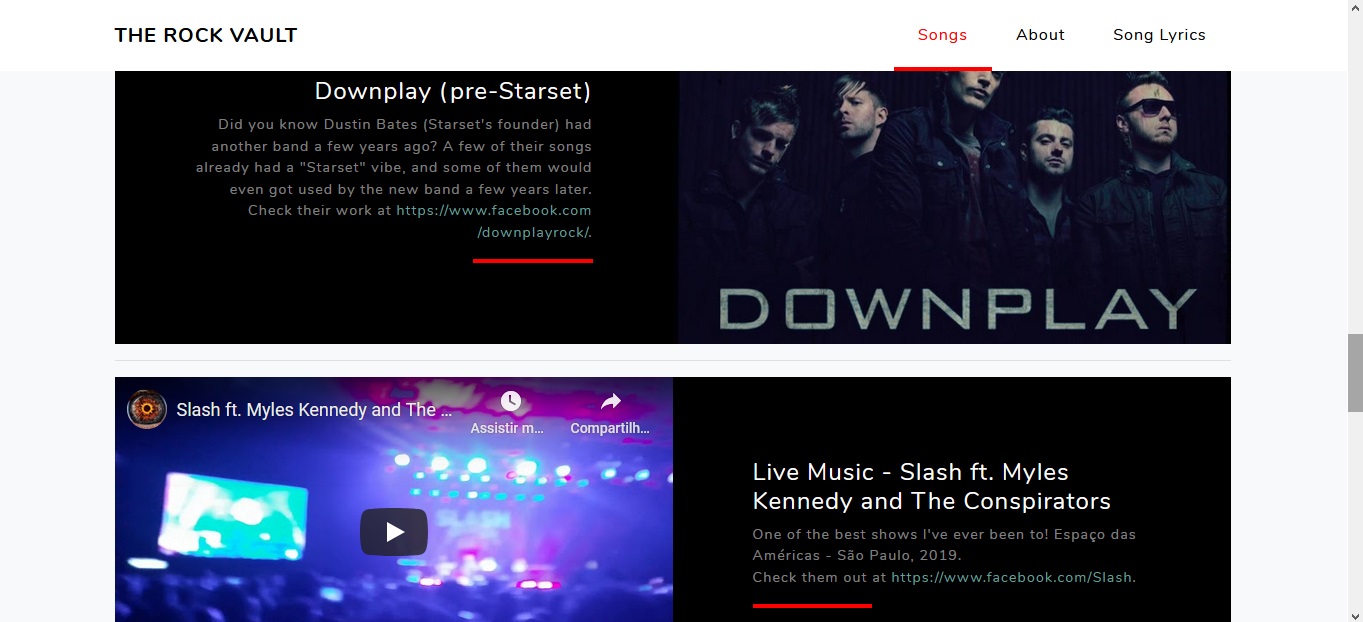 THE ROCK VAULT
Songs
About
Song Lyrics
Downplay (pre-Starset)
Did you know Dustin Bates (Starset's founder) had
another band a few years ago? A few of their songs
already had a "Starset" vibe, and some of them would
even got used by the new band a few years later.
Check their work at https://www.facebook.com
/downplayrock/.
DOWNPLAY
Slash ft. Myles Kennedy and The ...
Assistir m...
Compartilh...
SLASH
Live Music - Slash ft. Myles
Kennedy and The Conspirators
One of the best shows I've ever been to! Espaço das
Américas - São Paulo, 2019.
Check them out at https://www.facebook.com/Slash.